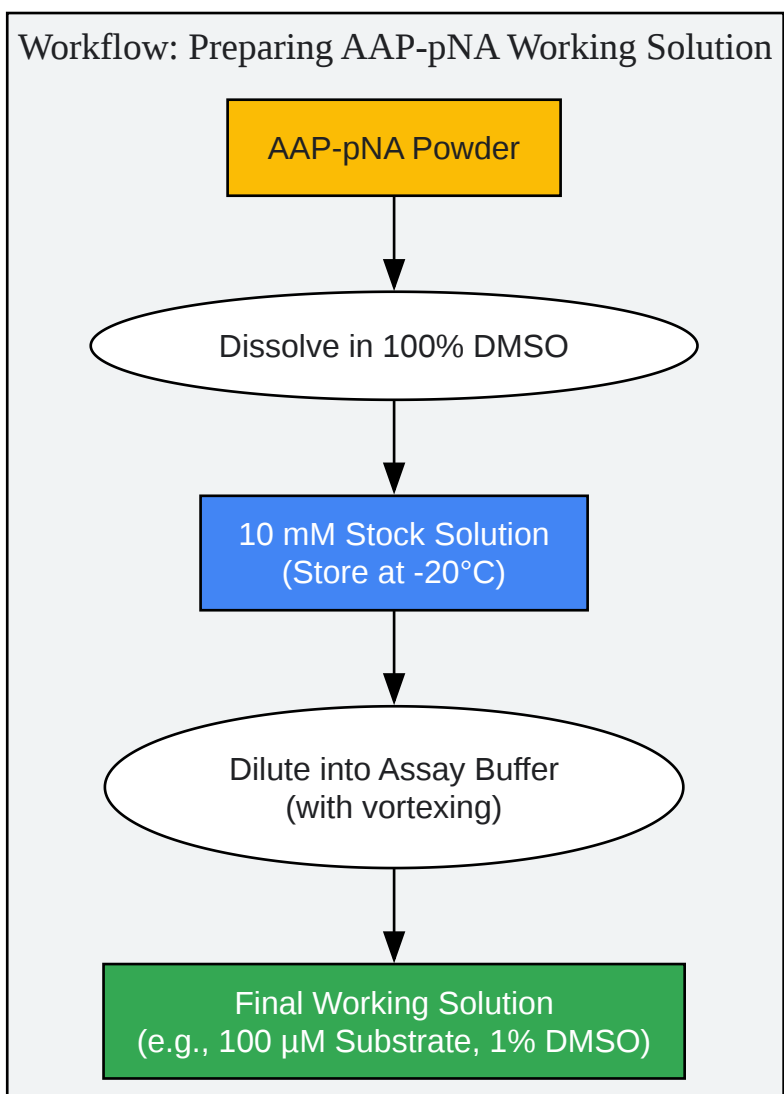 Workflow: Preparing AAP-pNA Working Solution
AAP-pNA Powder
Dissolve in 100% DMSO
10 mM Stock Solution
(Store at -20°C)
Dilute into Assay Buffer
(with vortexing)
Final Working Solution
(e.g., 100 µM Substrate, 1% DMSO)